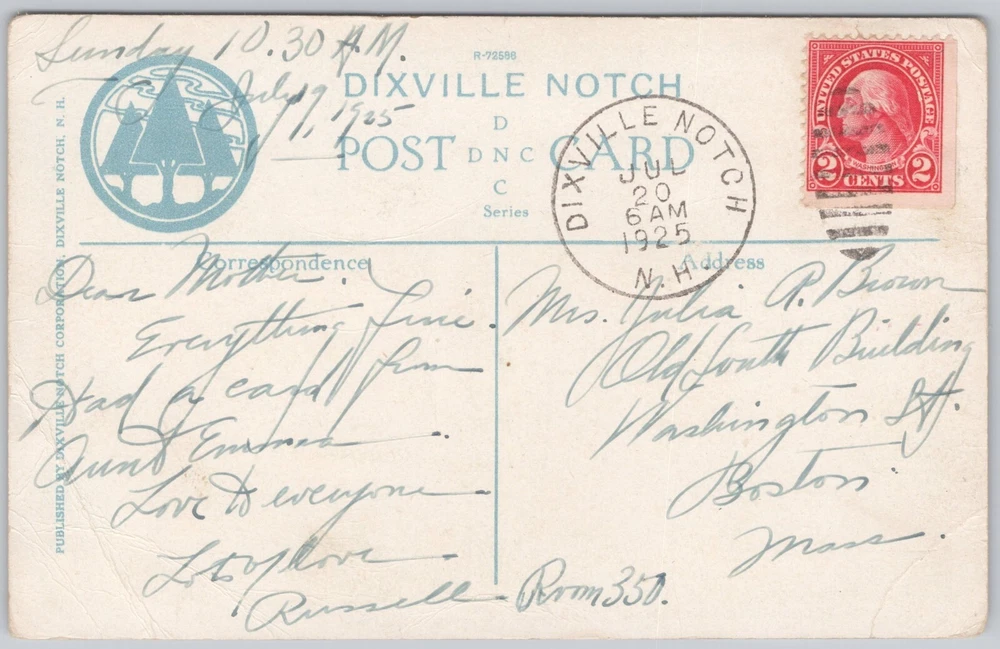 Sunday 10.30 A.M.
July 19, 1925
R-72586
DIXVILLE NOTCH
POST CARD
D
D N C
C
Series
DIXVILLE NOTCH
JUL
20
6 AM
1925
N.H.
UNITED STATES POSTAGE
WASHINGTON
2 CENTS 2
PUBLISHED BY DIXVILLE NOTCH CORPORATION, DIXVILLE NOTCH, N. H.
Correspondence
Dear Mother.
Everything fine.
Had a card from
Aunt Emma.
Love to everyone
Lots of love
Russell
Address
Mrs. Julia A. Brown
Old South Building
Washington St.
Boston
Mass.
Room 350.